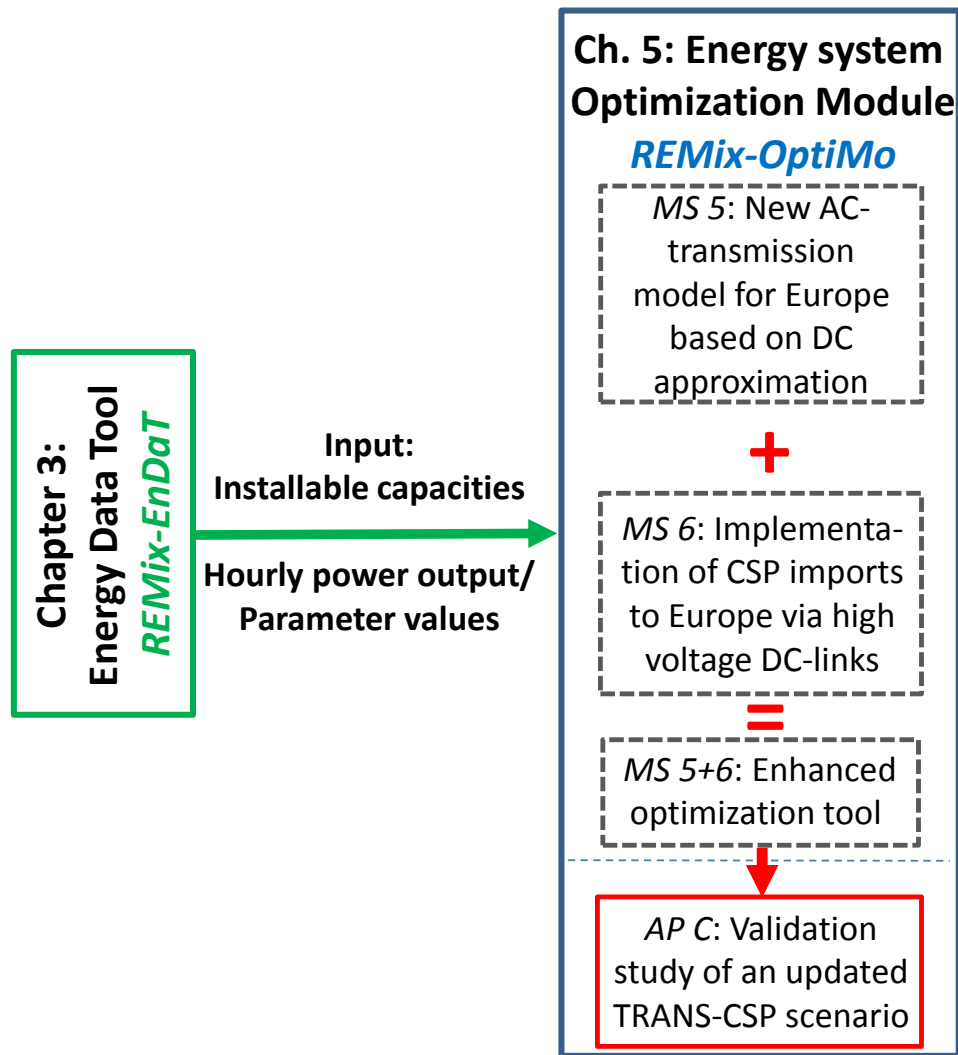 Chapter 3:
Energy Data Tool
REMix-EnDaT
Input:
Installable capacities
Hourly power output/
Parameter values
Ch. 5: Energy system
Optimization Module
REMix-OptiMo
MS 5: New AC-
transmission
model for Europe
based on DC
approximation
+
MS 6: Implementa-
tion of CSP imports
to Europe via high
voltage DC-links
=
MS 5+6: Enhanced
optimization tool
AP C: Validation
study of an updated
TRANS-CSP scenario